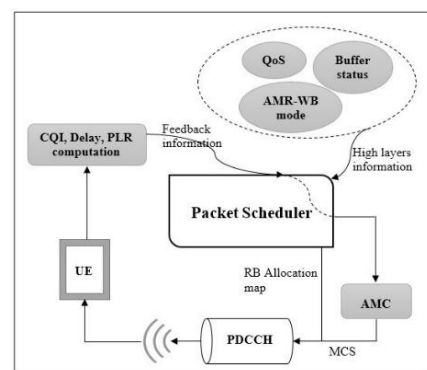 QoS
Buffer
status
AMR-WB
mode
Feedback
information
CQI, Delay, PLR
computation
High layers
information
Packet Scheduler
UE
RB Allocation
map
AMC
PDCCH
MCS